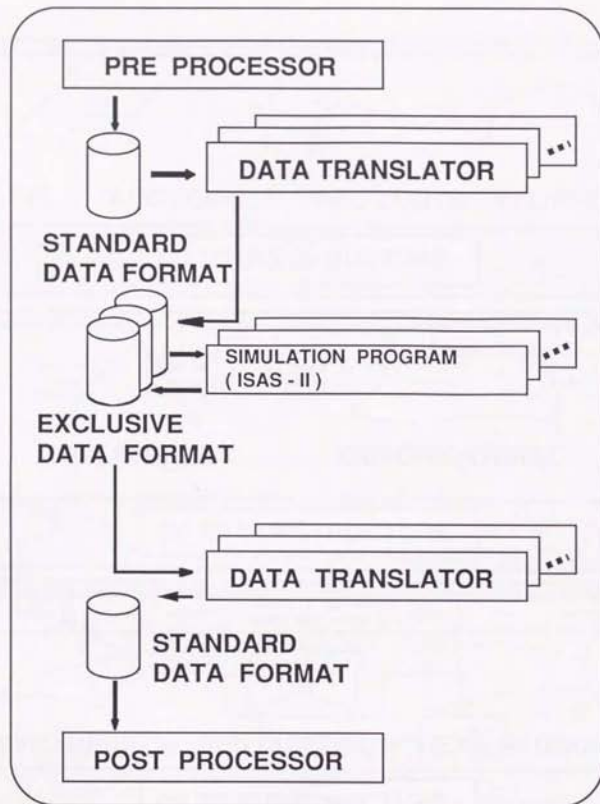 PRE PROCESSOR
DATA TRANSLATOR
STANDARD
DATA FORMAT
SIMULATION PROGRAM
( ISAS - II )
EXCLUSIVE
DATA FORMAT
DATA TRANSLATOR
STANDARD
DATA FORMAT
POST PROCESSOR